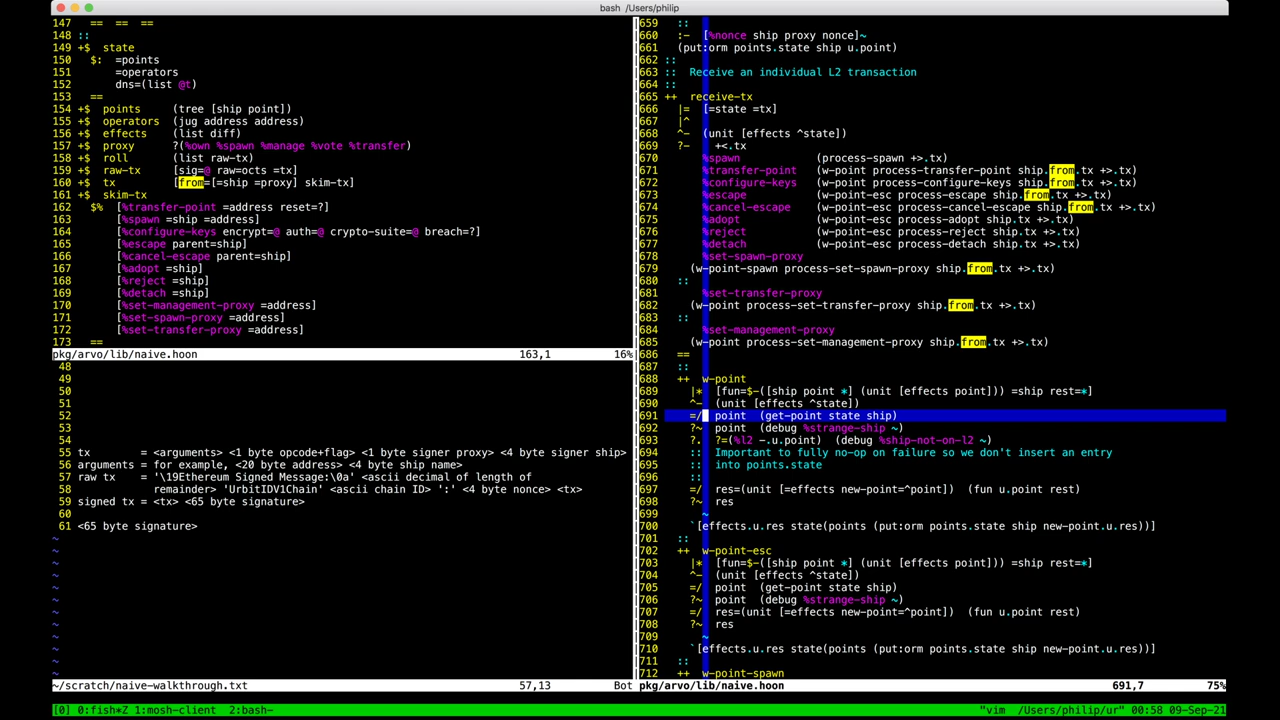 bash /Users/philip
147   ==  ==  ==
148 ::
149 +$  state
150   $:  =points
151       =operators
152       dns=(list @t)
153   ==
154 +$  points     (tree [ship point])
155 +$  operators  (jug address address)
156 +$  effects    (list diff)
157 +$  proxy      ?(%own %spawn %manage %vote %transfer)
158 +$  roll       (list raw-tx)
159 +$  raw-tx     [sig=@ raw=octs =tx]
160 +$  tx         [from=[=ship =proxy] skim-tx]
161 +$  skim-tx
162   $%  [%transfer-point =address reset=?]
163       [%spawn =ship =address]
164       [%configure-keys encrypt=@ auth=@ crypto-suite=@ breach=?]
165       [%escape parent=ship]
166       [%cancel-escape parent=ship]
167       [%adopt =ship]
168       [%reject =ship]
169       [%detach =ship]
170       [%set-management-proxy =address]
171       [%set-spawn-proxy =address]
172       [%set-transfer-proxy =address]
173   ==
pkg/arvo/lib/naive.hoon 163,1 16%
48
49
50
51
52
53
54
55 tx        = <arguments> <1 byte opcode+flag> <1 byte signer proxy> <4 byte signer ship>
56 arguments = for example, <20 byte address> <4 byte ship name>
57 raw tx    = '\19Ethereum Signed Message:\0a' <ascii decimal of length of
58             remainder> 'UrbitIDV1Chain' <ascii chain ID> ':' <4 byte nonce> <tx>
59 signed tx = <tx> <65 byte signature>
60
61 <65 byte signature>
~
~
~
~
~
~
~
~
~
~
~
~
~/scratch/naive-walkthrough.txt 57,13 Bot
659   ::
660   :-  [%nonce ship proxy nonce]~
661   (put:orm points.state ship u.point)
662 ::
663 ::  Receive an individual L2 transaction
664 ::
665 ++  receive-tx
666   |=  [=state =tx]
667   |^
668   ^-  (unit [effects ^state])
669   ?-    +<.tx
670       %spawn            (process-spawn +>.tx)
671       %transfer-point   (w-point process-transfer-point ship.from.tx +>.tx)
672       %configure-keys   (w-point process-configure-keys ship.from.tx +>.tx)
673       %escape           (w-point-esc process-escape ship.from.tx +>.tx)
674       %cancel-escape    (w-point-esc process-cancel-escape ship.from.tx +>.tx)
675       %adopt            (w-point-esc process-adopt ship.tx +>.tx)
676       %reject           (w-point-esc process-reject ship.tx +>.tx)
677       %detach           (w-point-esc process-detach ship.tx +>.tx)
678       %set-spawn-proxy
679     (w-point-spawn process-set-spawn-proxy ship.from.tx +>.tx)
680   ::
681       %set-transfer-proxy
682     (w-point process-set-transfer-proxy ship.from.tx +>.tx)
683   ::
684       %set-management-proxy
685     (w-point process-set-management-proxy ship.from.tx +>.tx)
686   ==
687   ::
688   ++  w-point
689     |*  [fun=$-([ship point *] (unit [effects point])) =ship rest=*]
690     ^-  (unit [effects ^state])
691     =/  point  (get-point state ship)
692     ?~  point  (debug %strange-ship ~)
693     ?.  ?=(%l2 -.u.point)  (debug %ship-not-on-l2 ~)
694     ::  Important to fully no-op on failure so we don't insert an entry
695     ::  into points.state
696     ::
697     =/  res=(unit [=effects new-point=^point])  (fun u.point rest)
698     ?~  res
699       ~
700     `[effects.u.res state(points (put:orm points.state ship new-point.u.res))]
701   ::
702   ++  w-point-esc
703     |*  [fun=$-([ship point *] (unit [effects point])) =ship rest=*]
704     ^-  (unit [effects ^state])
705     =/  point  (get-point state ship)
706     ?~  point  (debug %strange-ship ~)
707     =/  res=(unit [=effects new-point=^point])  (fun u.point rest)
708     ?~  res
709       ~
710     `[effects.u.res state(points (put:orm points.state ship new-point.u.res))]
711   ::
712   ++  w-point-spawn
pkg/arvo/lib/naive.hoon 691,7 75%
[0] 0:fish*Z 1:mosh-client  2:bash- "vim  /Users/philip/ur" 00:58 09-Sep-21